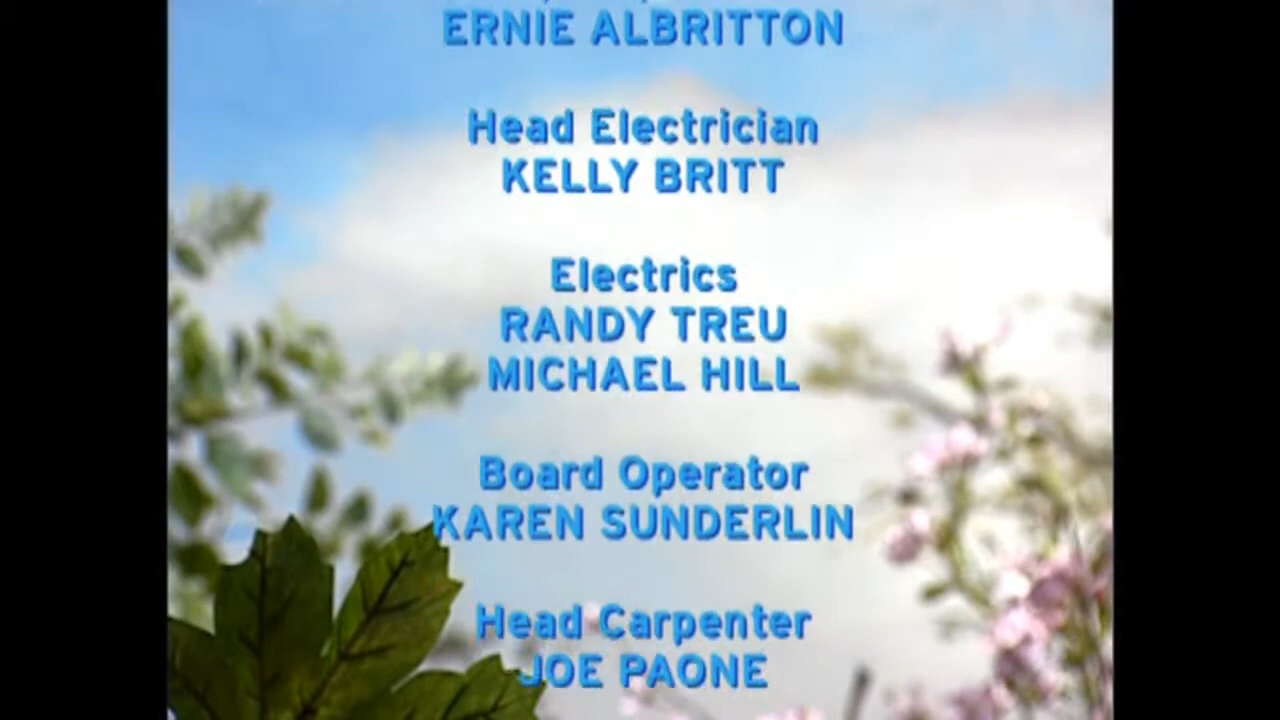 ERNIE ALBRITTON
Head Electrician
KELLY BRITT
Electrics
RANDY TREU
MICHAEL HILL
Board Operator
KAREN SUNDERLIN
Head Carpenter
JOE PAONE